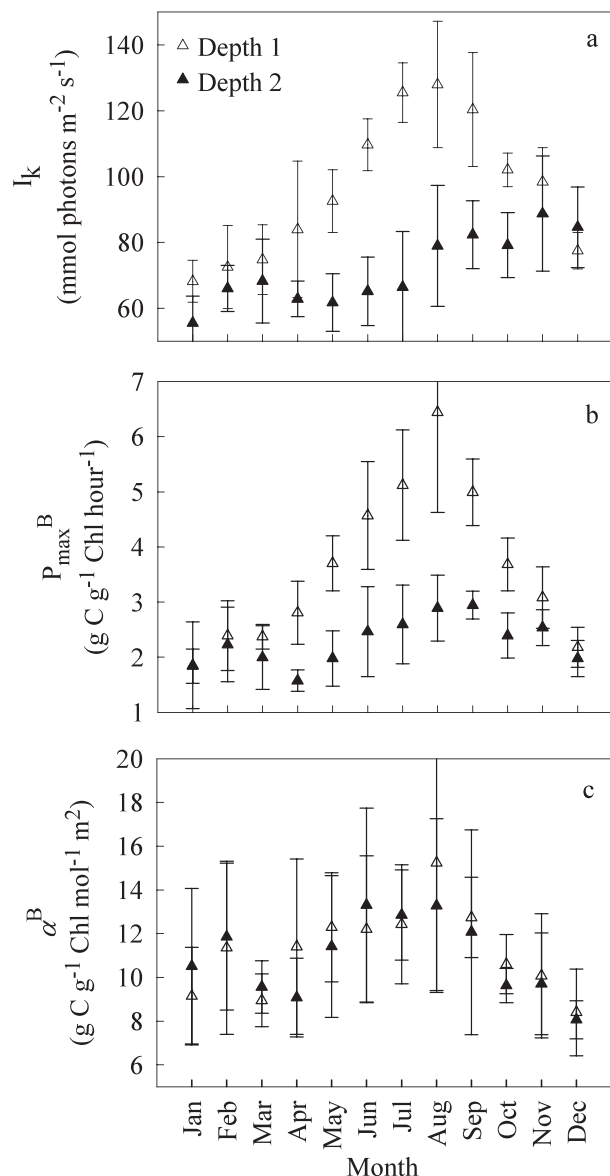 a
△ Depth 1
▲ Depth 2
I_k
(mmol photons m⁻² s⁻¹)
140
120
100
80
60
b
P_max^B
(g C g⁻¹ Chl hour⁻¹)
7
6
5
4
3
2
1
c
α^B
(g C g⁻¹ Chl mol⁻¹ m²)
20
18
16
14
12
10
8
6
Jan Feb Mar Apr May Jun Jul Aug Sep Oct Nov Dec
Month